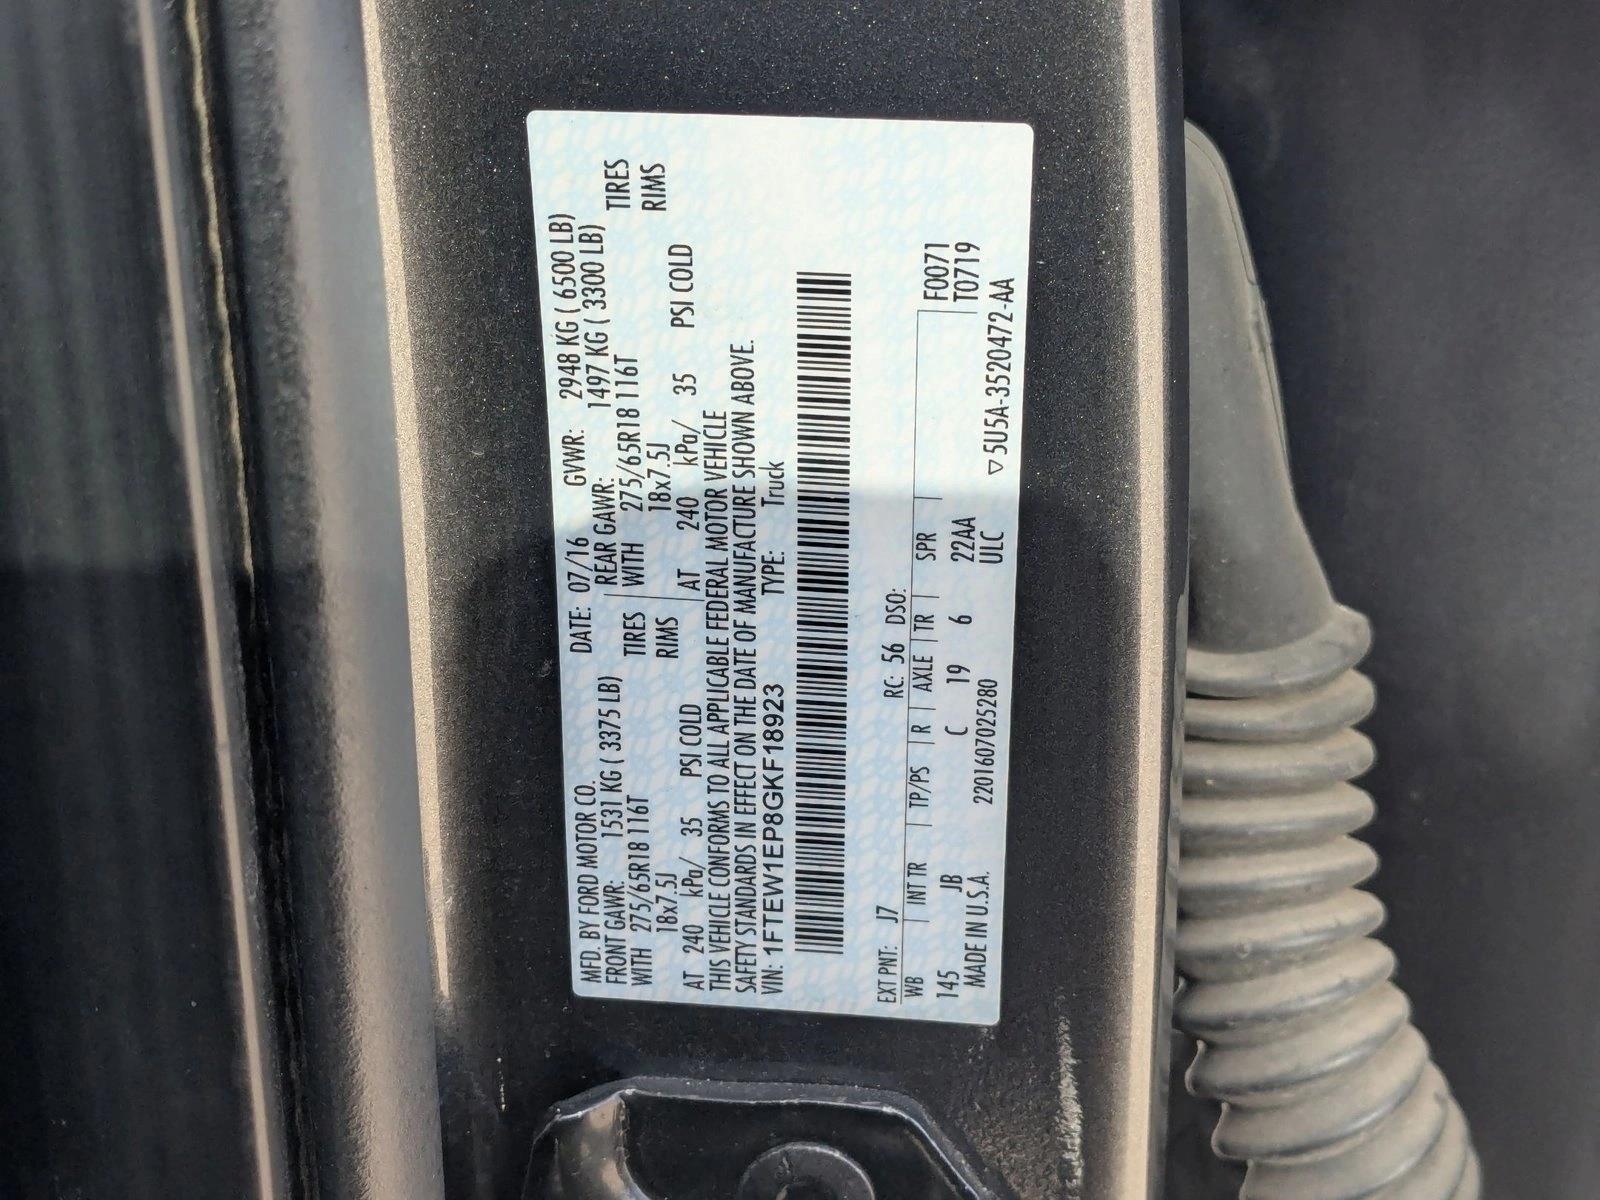 MFD. BY FORD MOTOR CO. DATE: 07/16 GVWR: 2948 KG ( 6500 LB)
FRONT GAWR: 1531 KG ( 3375 LB) REAR GAWR: 1497 KG ( 3300 LB)
WITH 275/65R18 116T TIRES WITH 275/65R18 116T TIRES
18x7.5J RIMS 18x7.5J RIMS
AT 240 kPa/ 35 PSI COLD AT 240 kPa/ 35 PSI COLD
THIS VEHICLE CONFORMS TO ALL APPLICABLE FEDERAL MOTOR VEHICLE
SAFETY STANDARDS IN EFFECT ON THE DATE OF MANUFACTURE SHOWN ABOVE.
VIN: 1FTEW1EP8GKF18923 TYPE: Truck
EXT PNT: J7 RC: 56 DSO:
WB INT TR TP/PS R AXLE TR SPR F0071
145 JB C 19 6 22AA T0719
MADE IN U.S.A. 2201607025280 ULC ▽5U5A-3520472-AA